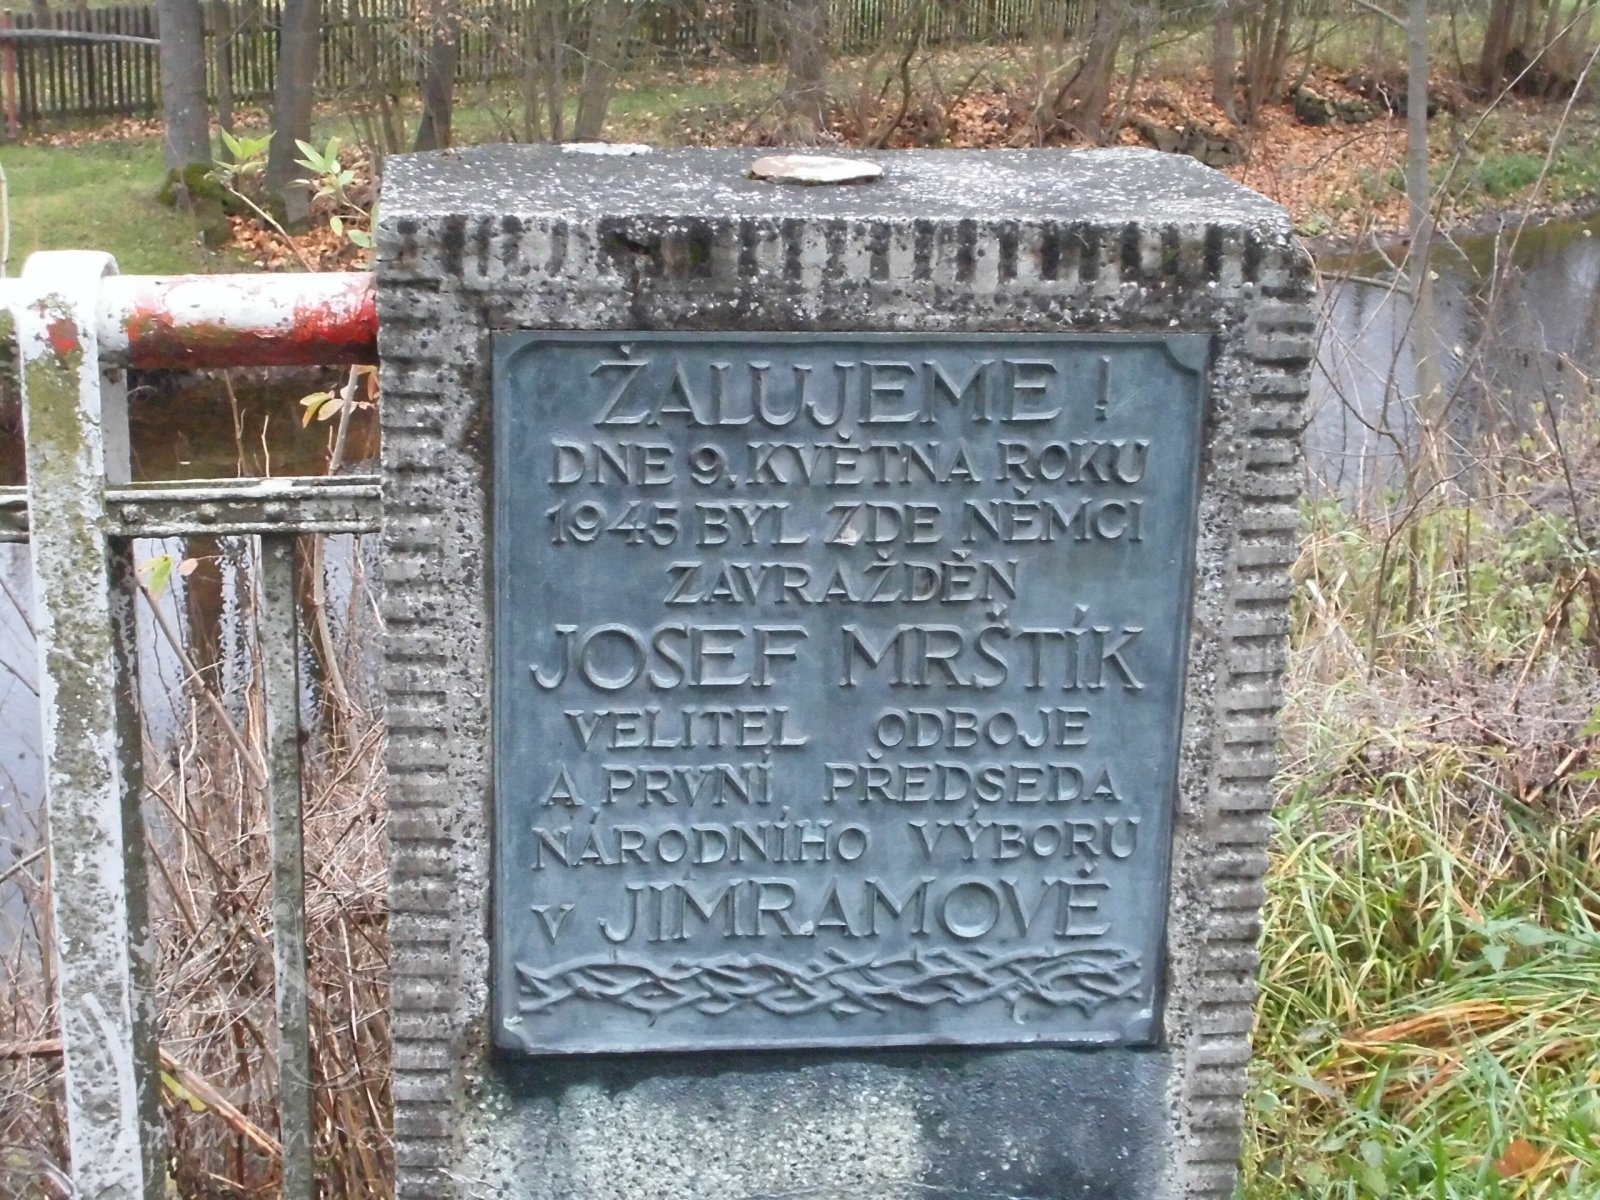 ŽALUJEME !
DNE 9. KVĚTNA ROKU
1945 BYL ZDE NĚMCI
ZAVRAŽDĚN
JOSEF MRŠTÍK
VELITEL ODBOJE
A PRVNÍ PŘEDSEDA
NÁRODNÍHO VÝBORU
V JIMRAMOVĚ